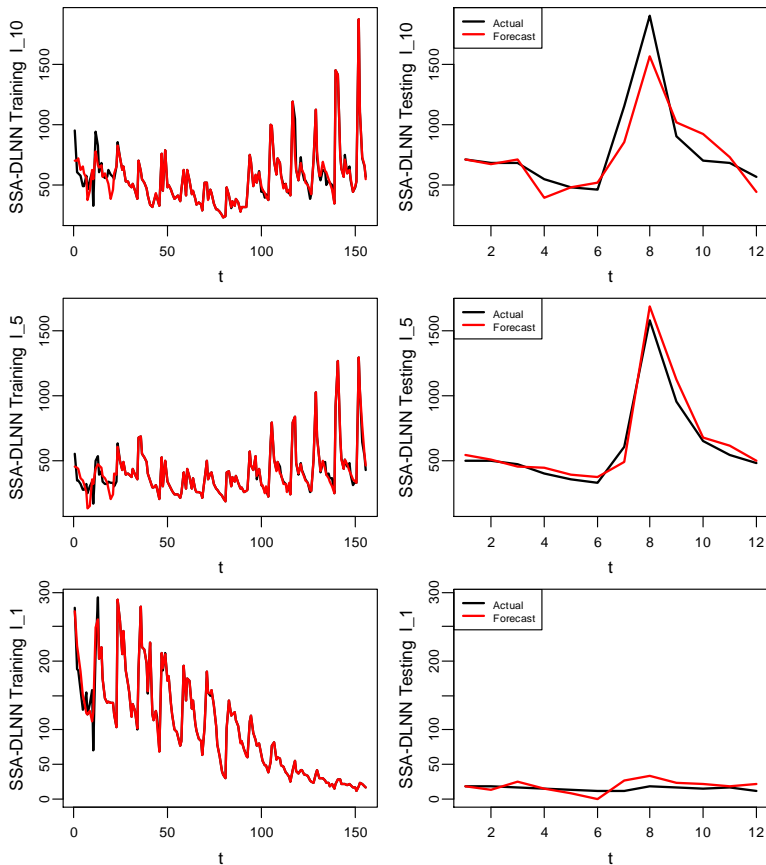 SSA-DLNN Training I_10
500
1000
1500
0
50
100
150
t
SSA-DLNN Testing I_10
500
1000
1500
2
4
6
8
10
12
t
Actual
Forecast
SSA-DLNN Training I_5
500
1000
1500
0
50
100
150
t
SSA-DLNN Testing I_5
500
1000
1500
2
4
6
8
10
12
t
Actual
Forecast
SSA-DLNN Training I_1
0
50
100
200
300
0
50
100
150
t
SSA-DLNN Testing I_1
0
50
100
200
300
2
4
6
8
10
12
t
Actual
Forecast